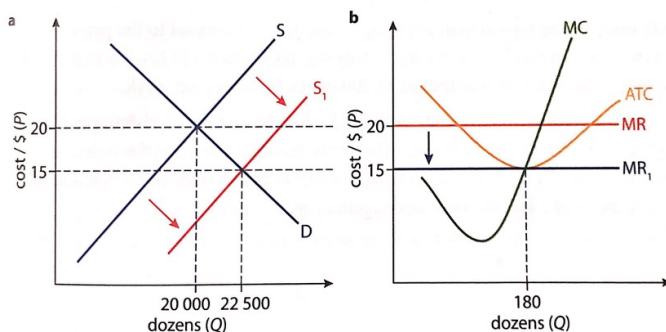 a
cost / $ (P)
S
S₁
20
15
D
20 000 22 500
dozens (Q)
b
cost / $ (P)
MC
ATC
MR
20
15
MR₁
180
dozens (Q)